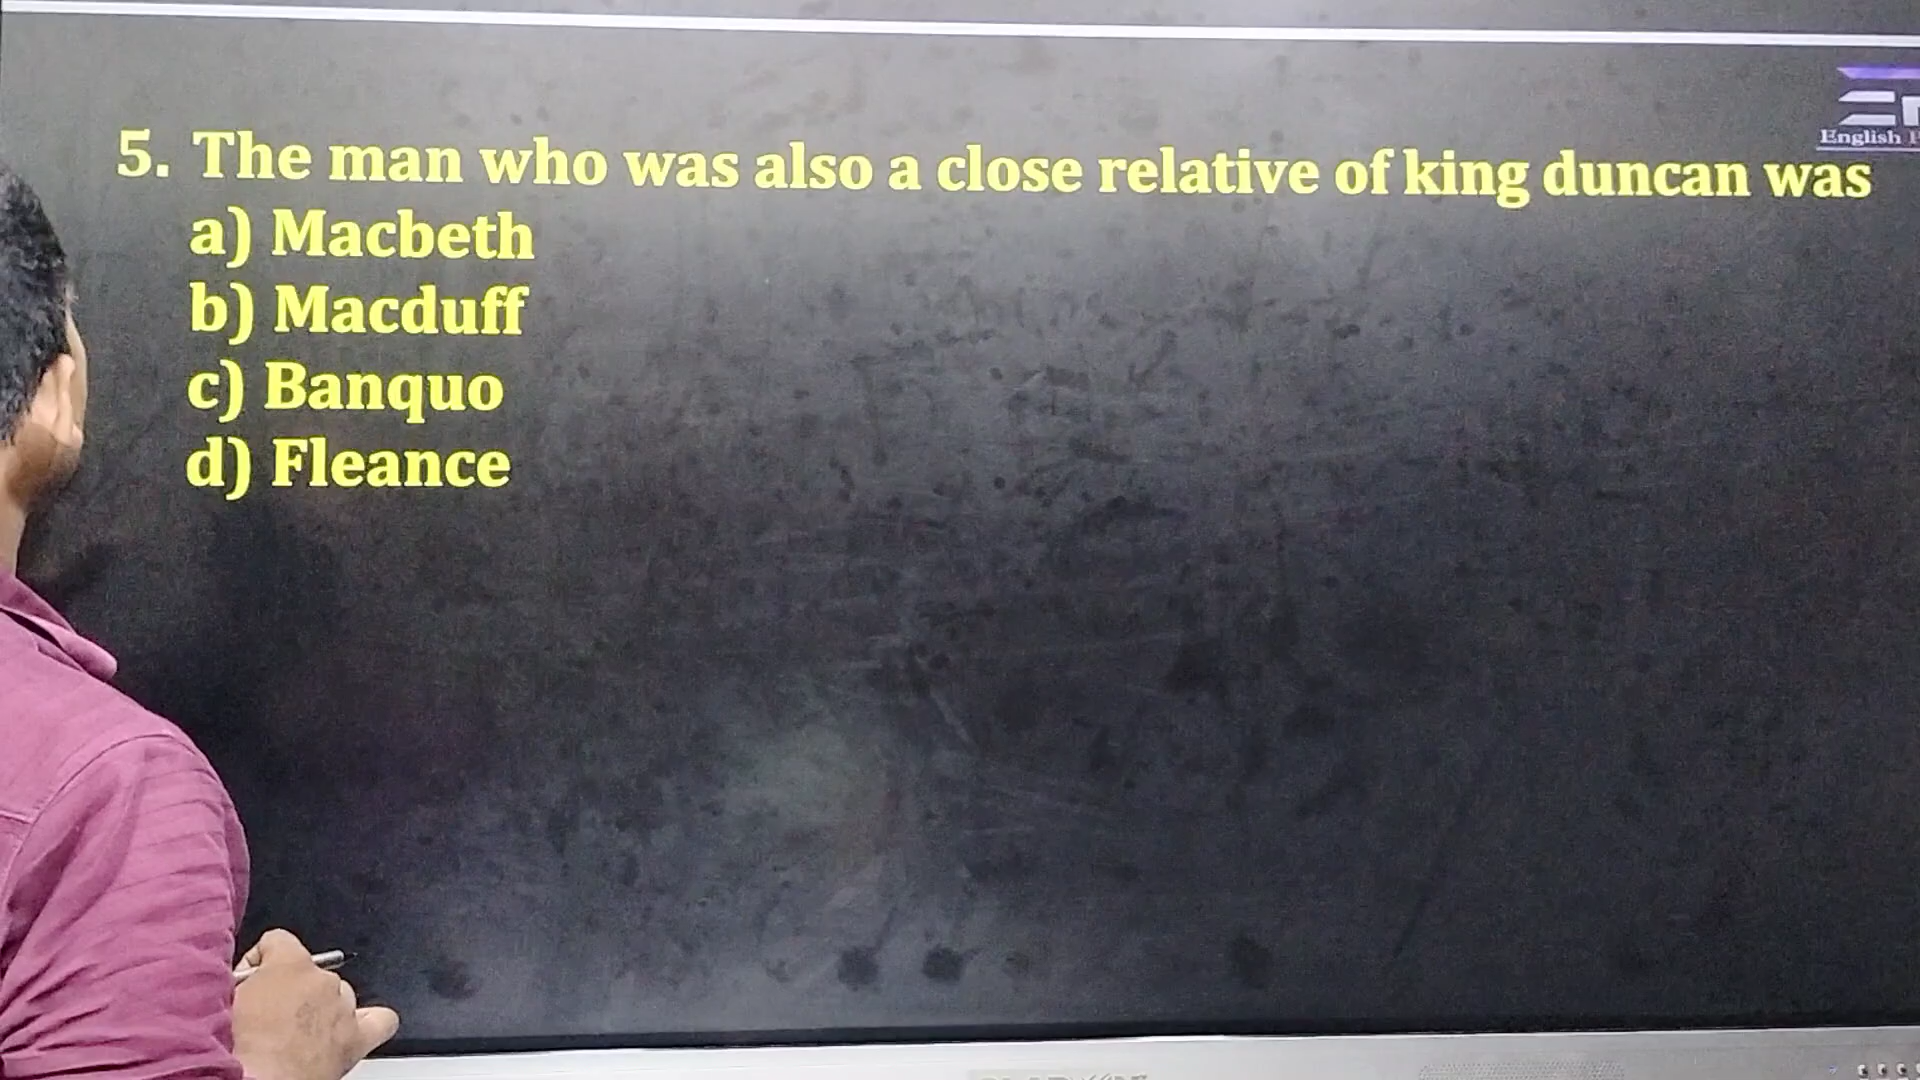 English
5. The man who was also a close relative of king duncan was
a) Macbeth
b) Macduff
c) Banquo
d) Fleance